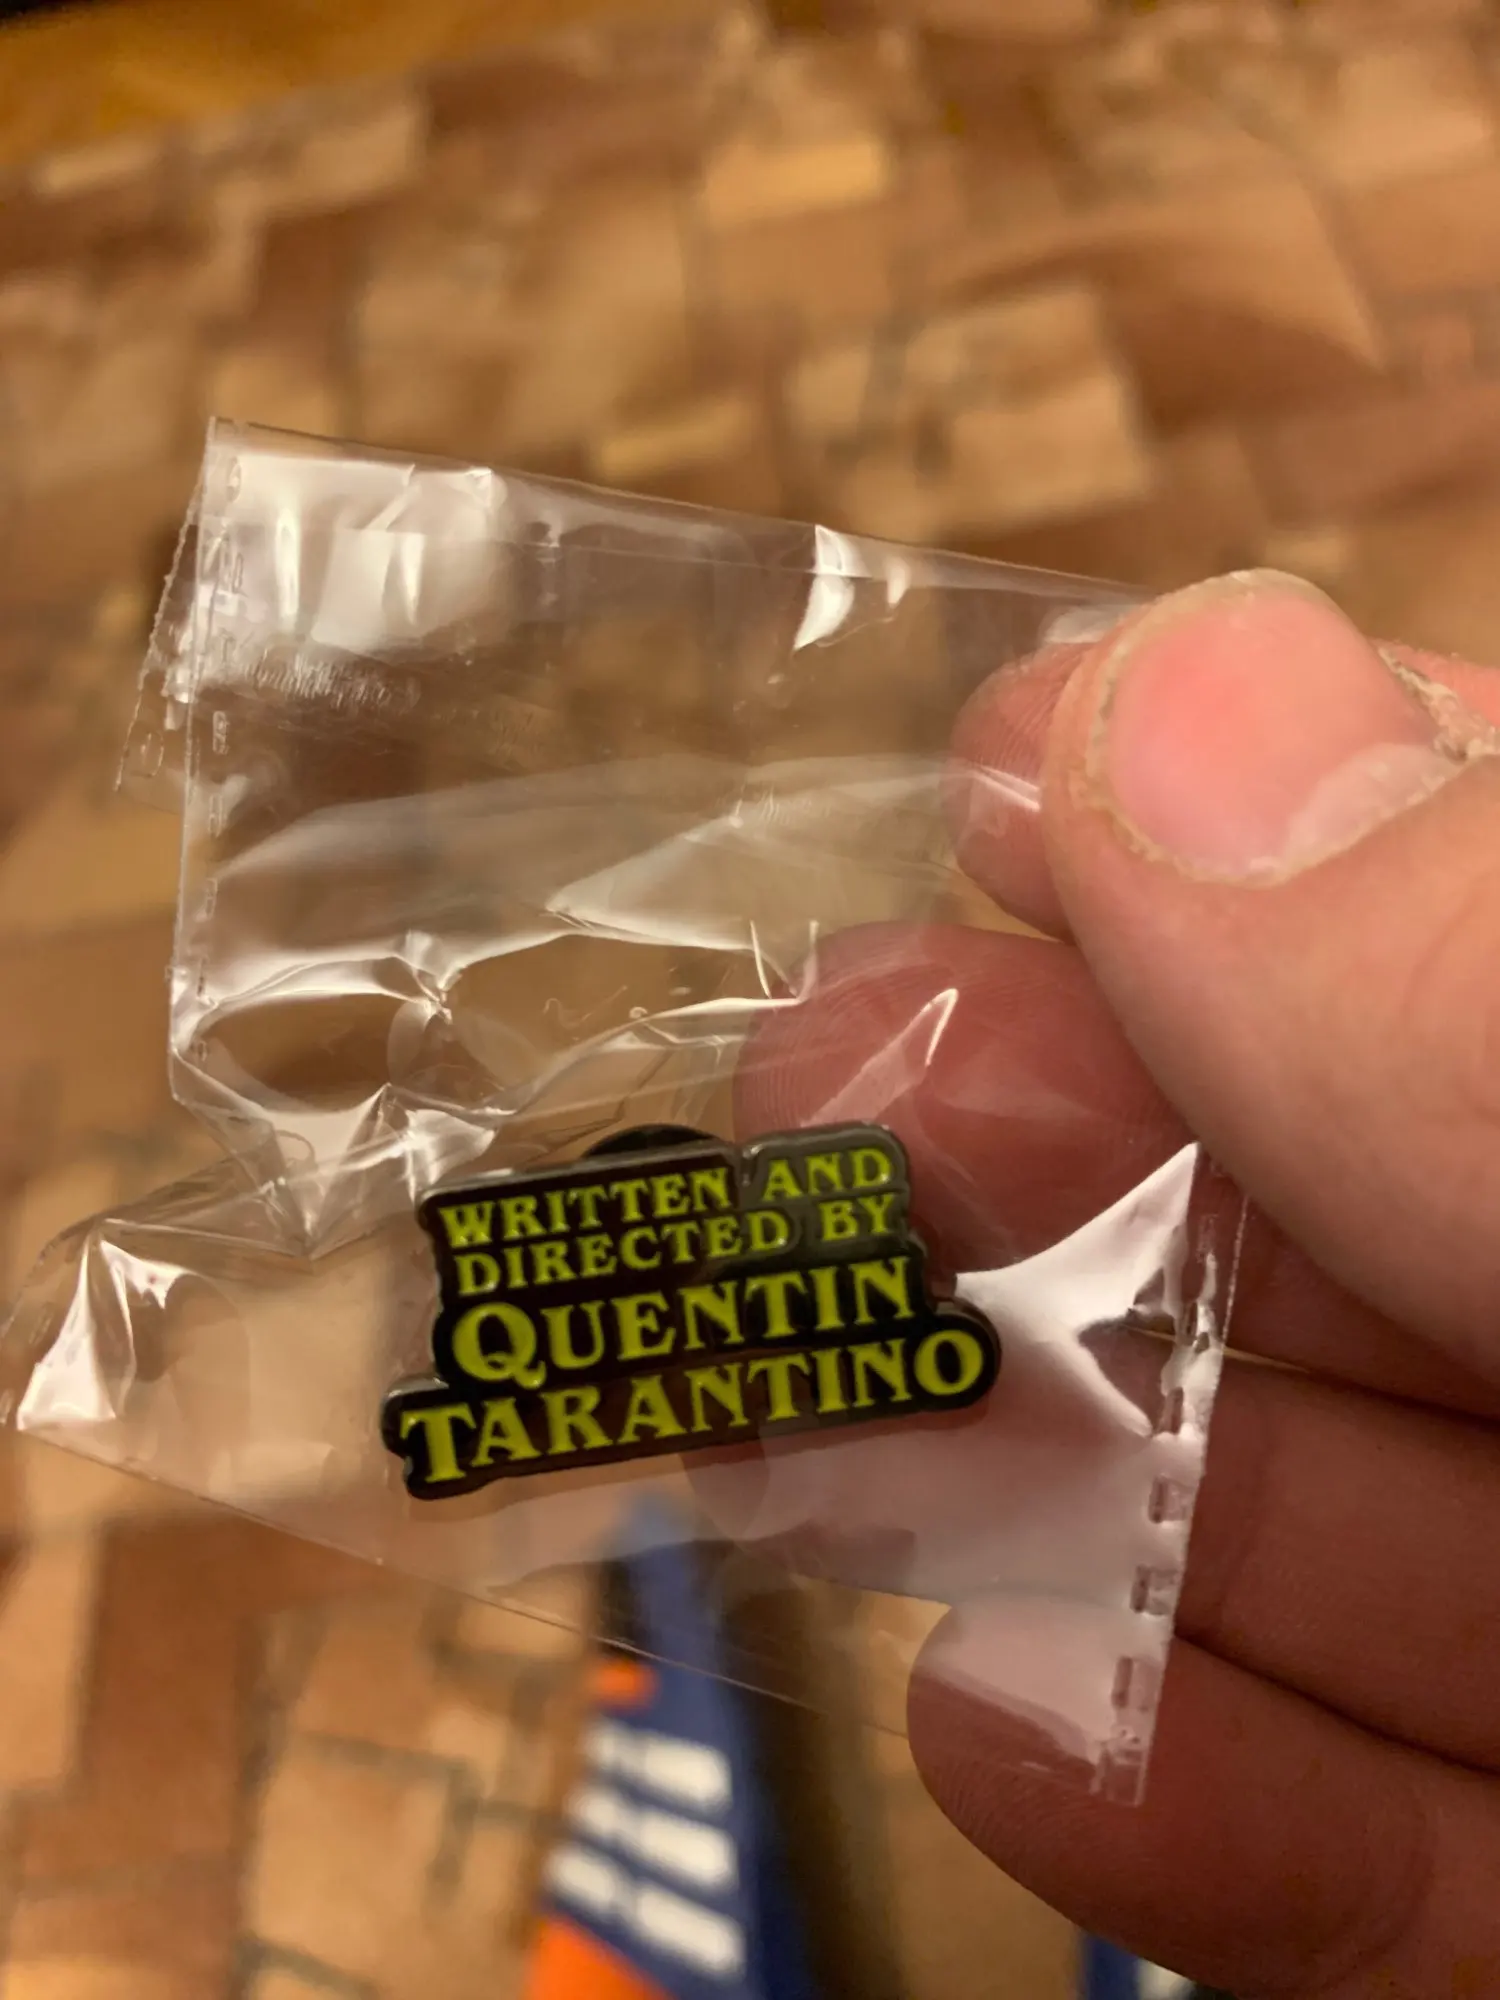 WRITTEN AND
DIRECTED BY
QUENTIN
TARANTINO